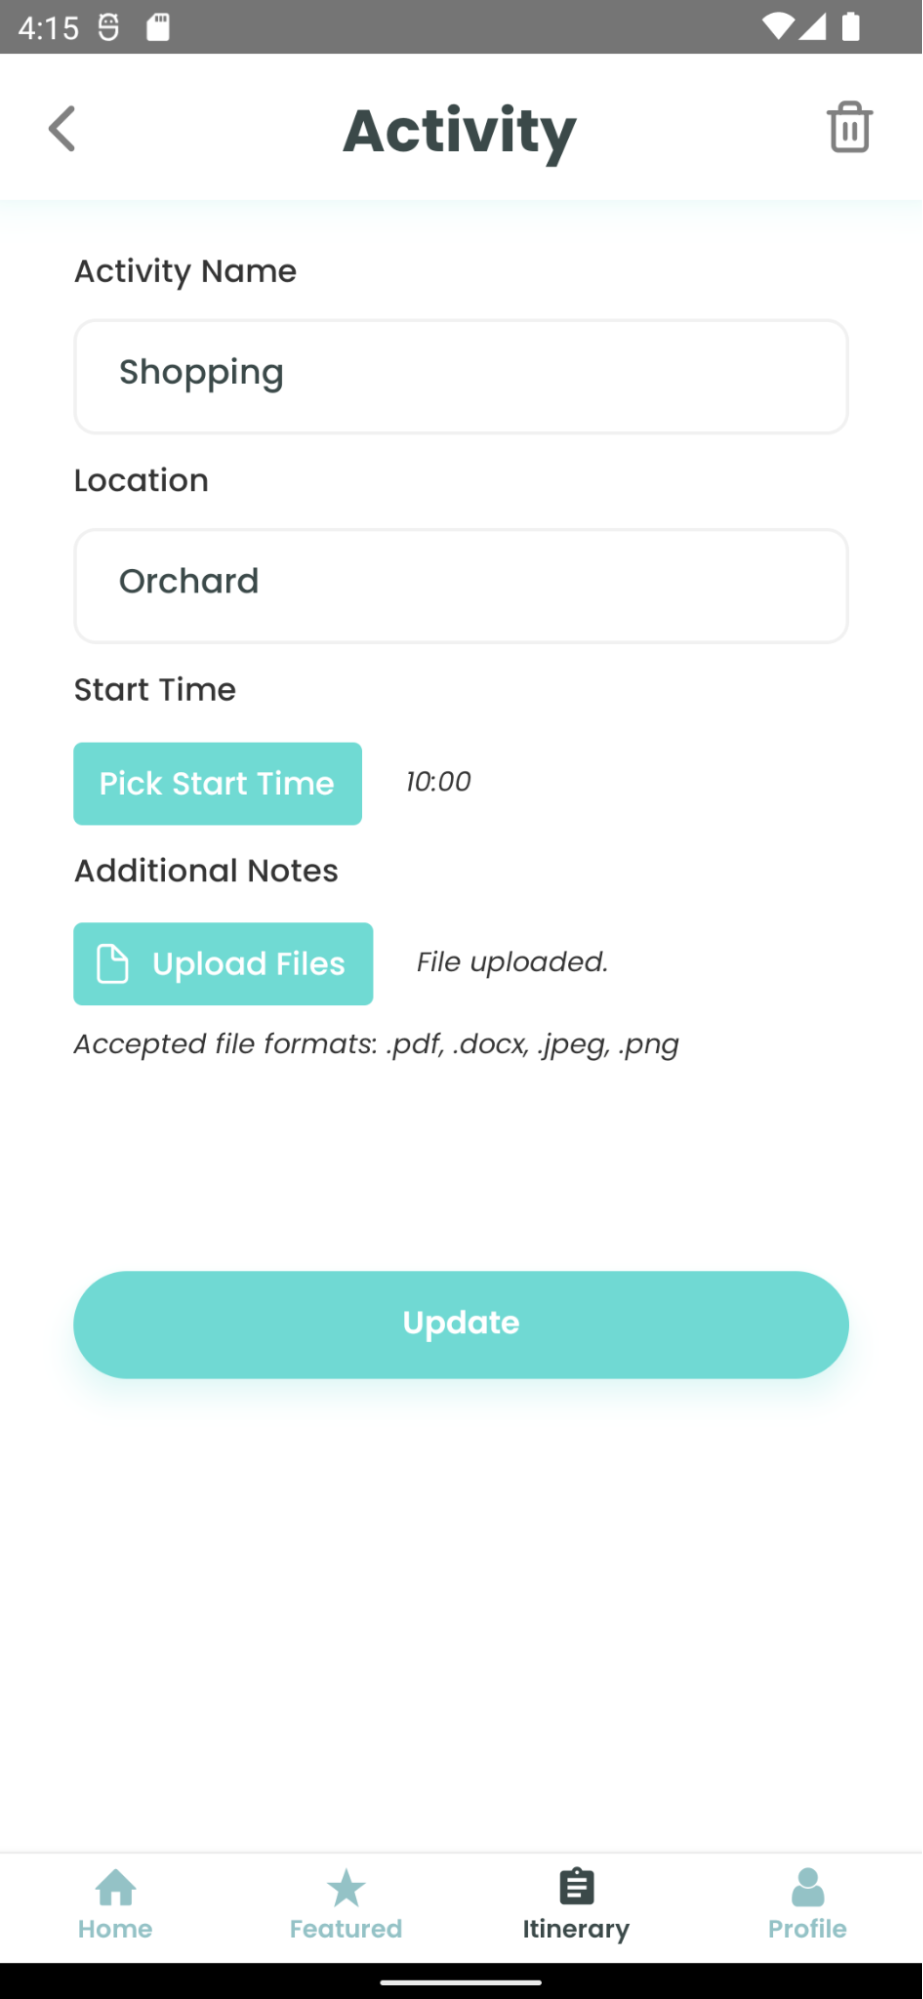 4:15
Activity
Activity Name
Shopping
Location
Orchard
Start Time
Pick Start Time 10:00
Additional Notes
Upload Files File uploaded.
Accepted file formats: .pdf, .docx, .jpeg, .png
Update
Home Featured Itinerary Profile